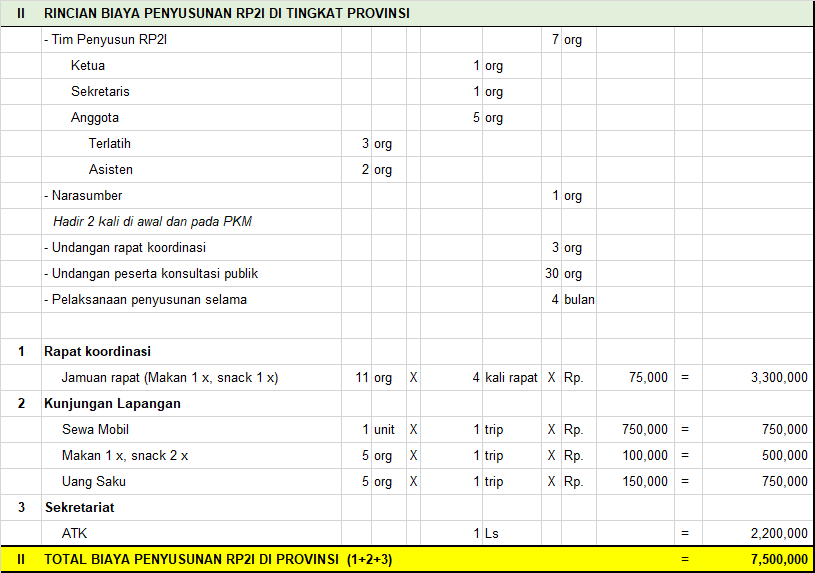 II RINCIAN BIAYA PENYUSUNAN RP2I DI TINGKAT PROVINSI
- Tim Penyusun RP2I 7 org
Ketua 1 org
Sekretaris 1 org
Anggota 5 org
Terlatih 3 org
Asisten 2 org
- Narasumber 1 org
Hadir 2 kali di awal dan pada PKM
- Undangan rapat koordinasi 3 org
- Undangan peserta konsultasi publik 30 org
- Pelaksanaan penyusunan selama 4 bulan
1 Rapat koordinasi
Jamuan rapat (Makan 1 x, snack 1 x) 11 org X 4 kali rapat X Rp. 75,000 = 3,300,000
2 Kunjungan Lapangan
Sewa Mobil 1 unit X 1 trip X Rp. 750,000 = 750,000
Makan 1 x, snack 2 x 5 org X 1 trip X Rp. 100,000 = 500,000
Uang Saku 5 org X 1 trip X Rp. 150,000 = 750,000
3 Sekretariat
ATK 1 Ls = 2,200,000
II TOTAL BIAYA PENYUSUNAN RP2I DI PROVINSI (1+2+3) = 7,500,000